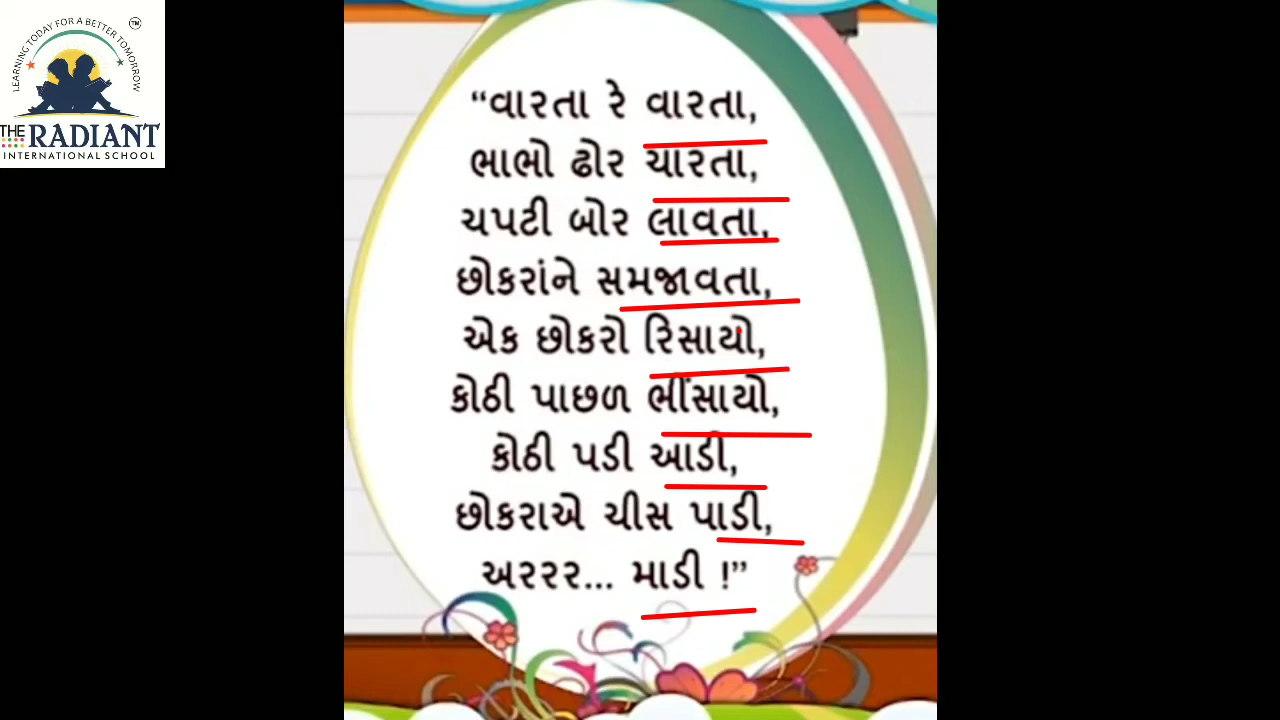 LEARNING TODAY FOR A BETTER TOMORROW
TM
THE RADIANT
INTERNATIONAL SCHOOL
“વારતા રે વારતા,
ભાભો ઢોર ચારતા,
ચપટી બોર લાવતા,
છોકરાંને સમજાવતા,
એક છોકરો રિસાયો,
કોઠી પાછળ ભીંસાયો,
કોઠી પડી આડી,
છોકરાએ ચીસ પાડી,
અરરર... માડી !”